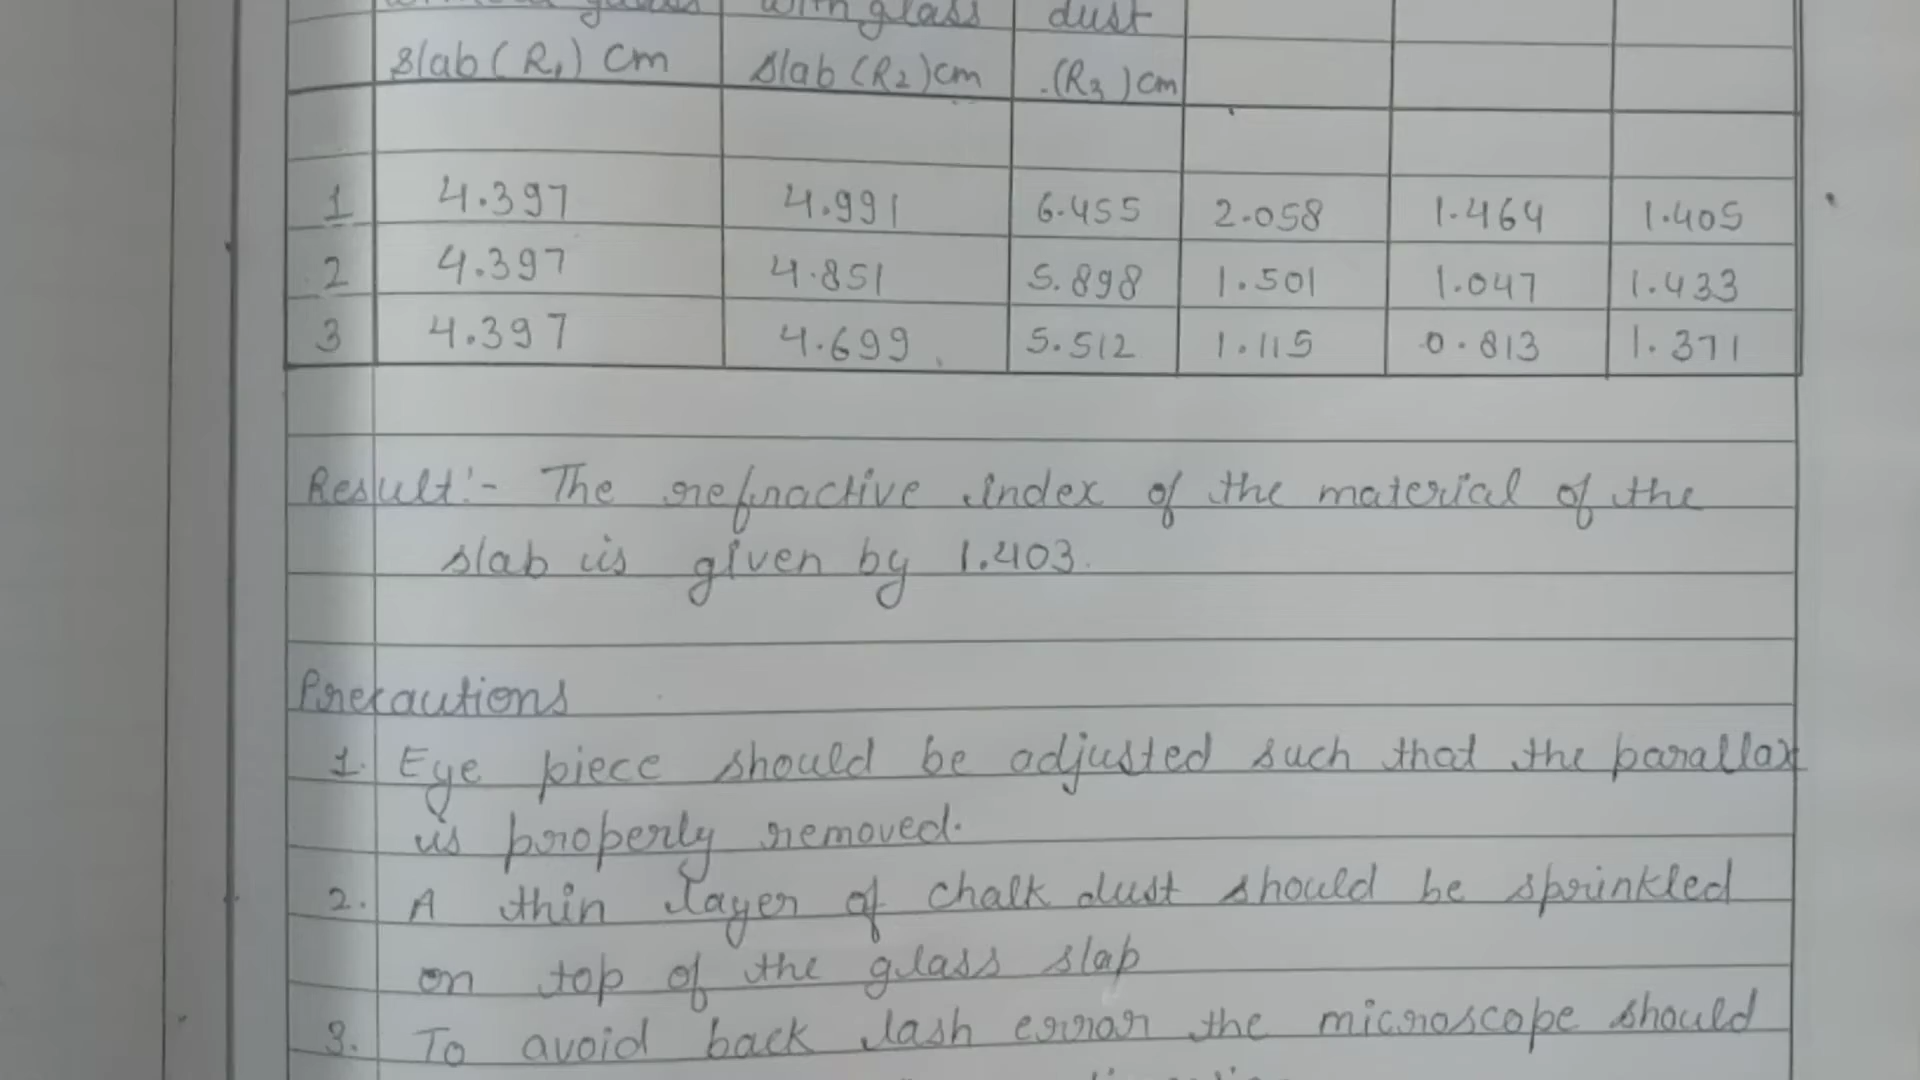 with glass dust
slab (R1) cm slab (R2) cm (R3) cm
1 4.397 4.991 6.455 2.058 1.464 1.405
2 4.397 4.851 5.898 1.501 1.047 1.433
3 4.397 4.699 5.512 1.115 0.813 1.371
Result:- The refractive index of the material of the
slab is given by 1.403.
Precautions
1. Eye piece should be adjusted such that the parallax
is properly removed.
2. A thin layer of chalk dust should be sprinkled
on top of the glass slap
3. To avoid back lash error the microscope should